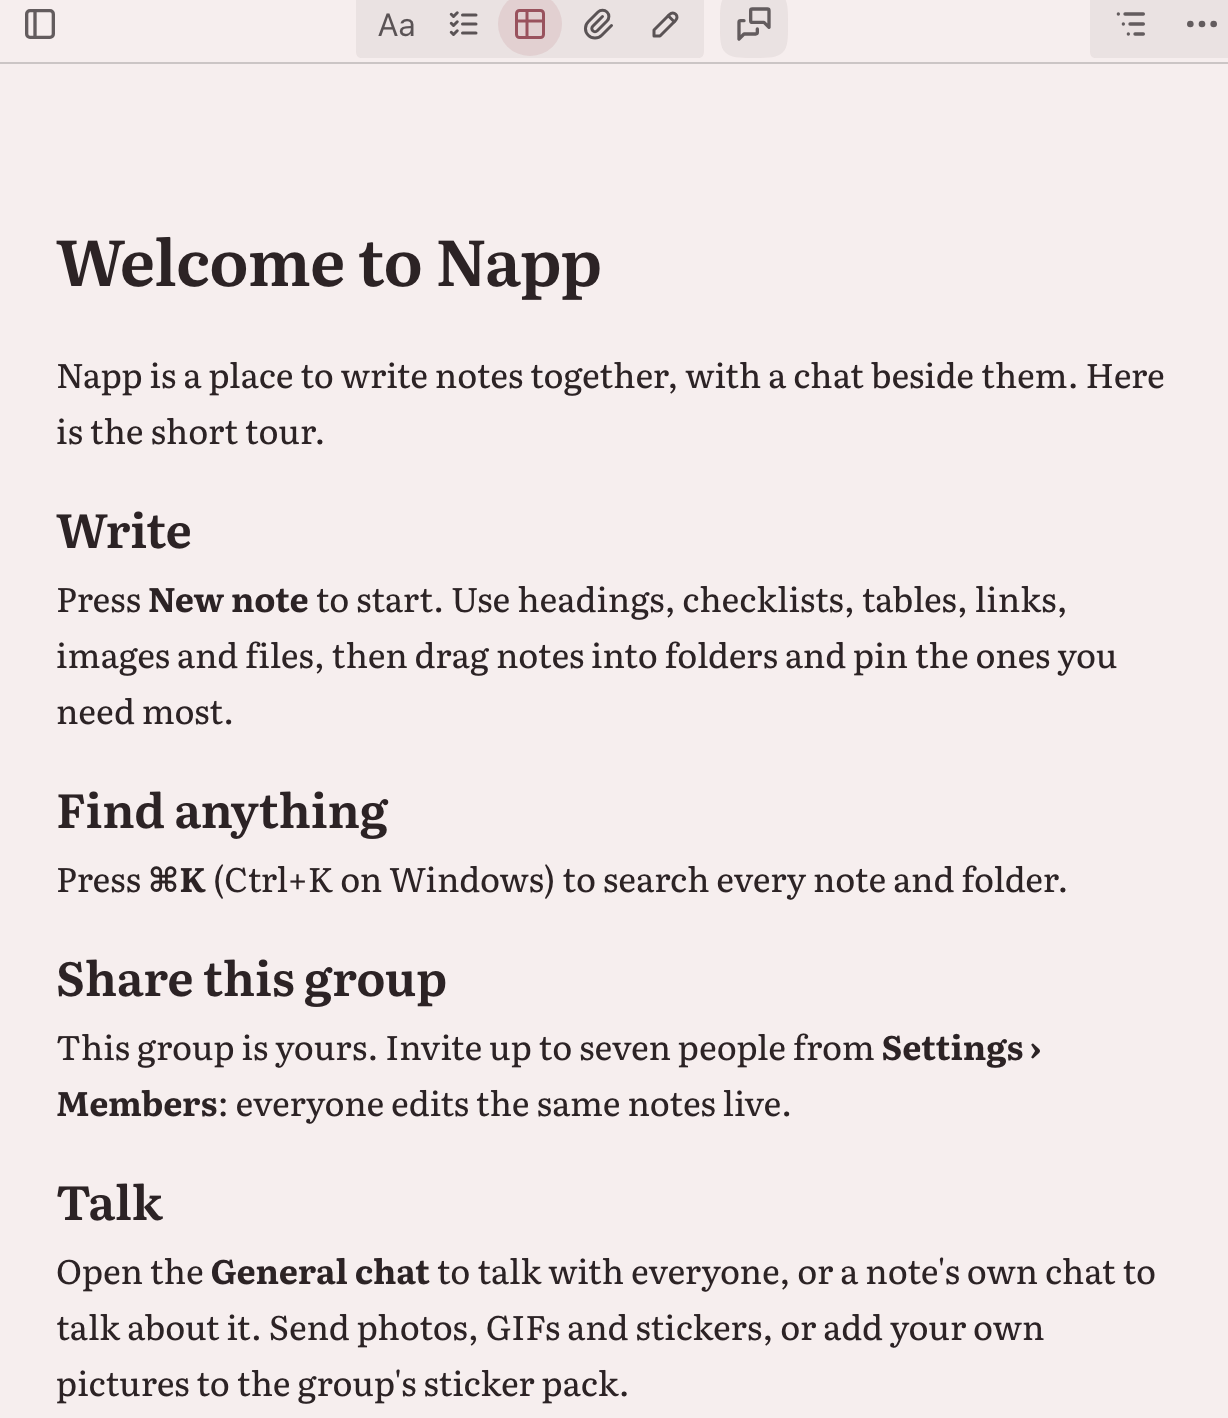 Aa
Welcome to Napp
Napp is a place to write notes together, with a chat beside them. Here
is the short tour.
Write
Press New note to start. Use headings, checklists, tables, links,
images and files, then drag notes into folders and pin the ones you
need most.
Find anything
Press ⌘K (Ctrl+K on Windows) to search every note and folder.
Share this group
This group is yours. Invite up to seven people from Settings ›
Members: everyone edits the same notes live.
Talk
Open the General chat to talk with everyone, or a note's own chat to
talk about it. Send photos, GIFs and stickers, or add your own
pictures to the group's sticker pack.